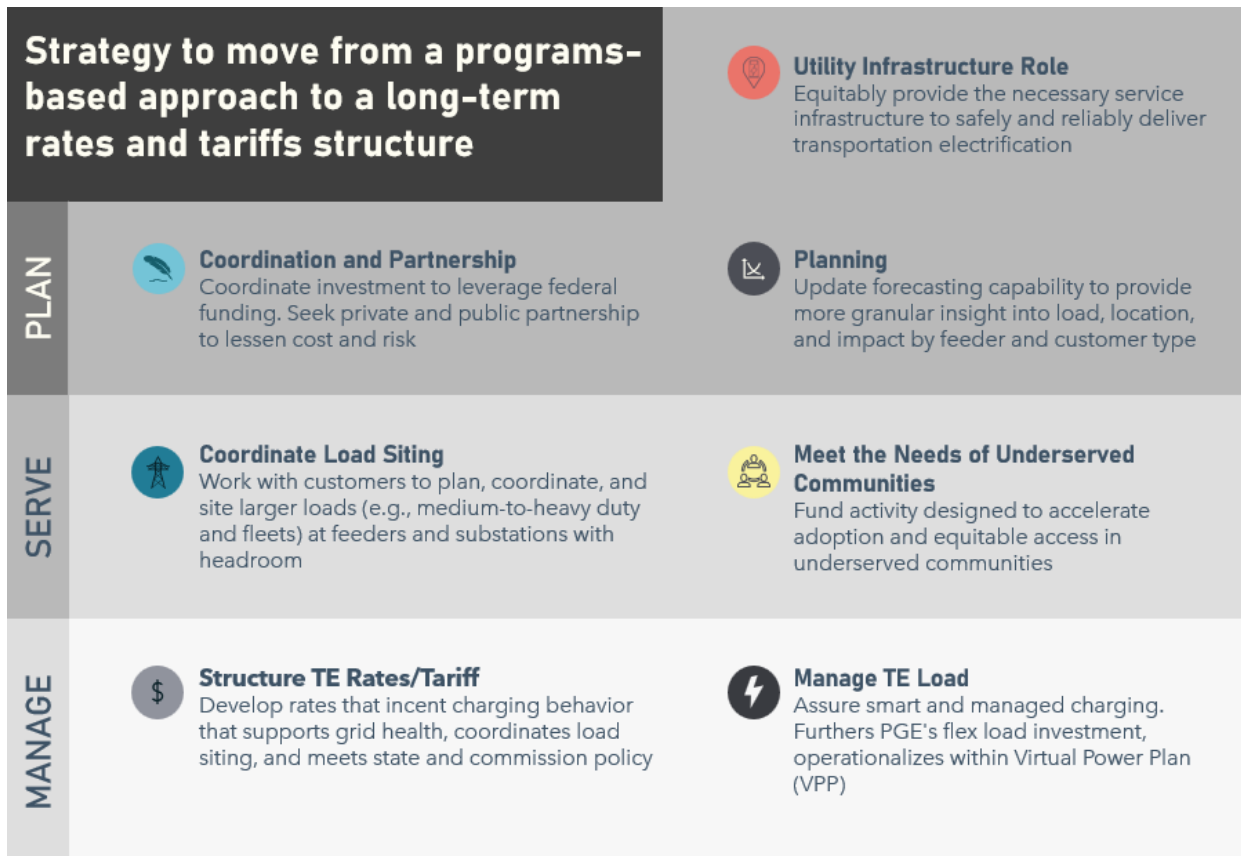 Strategy to move from a programs-
based approach to a long-term
rates and tariffs structure
Utility Infrastructure Role
Equitably provide the necessary service
infrastructure to safely and reliably deliver
transportation electrification
PLAN
Coordination and Partnership
Coordinate investment to leverage federal
funding. Seek private and public partnership
to lessen cost and risk
Planning
Update forecasting capability to provide
more granular insight into load, location,
and impact by feeder and customer type
SERVE
Coordinate Load Siting
Work with customers to plan, coordinate, and
site larger loads (e.g., medium-to-heavy duty
and fleets) at feeders and substations with
headroom
Meet the Needs of Underserved
Communities
Fund activity designed to accelerate
adoption and equitable access in
underserved communities
MANAGE
$
Structure TE Rates/Tariff
Develop rates that incent charging behavior
that supports grid health, coordinates load
siting, and meets state and commission policy
Manage TE Load
Assure smart and managed charging.
Furthers PGE's flex load investment,
operationalizes within Virtual Power Plan
(VPP)